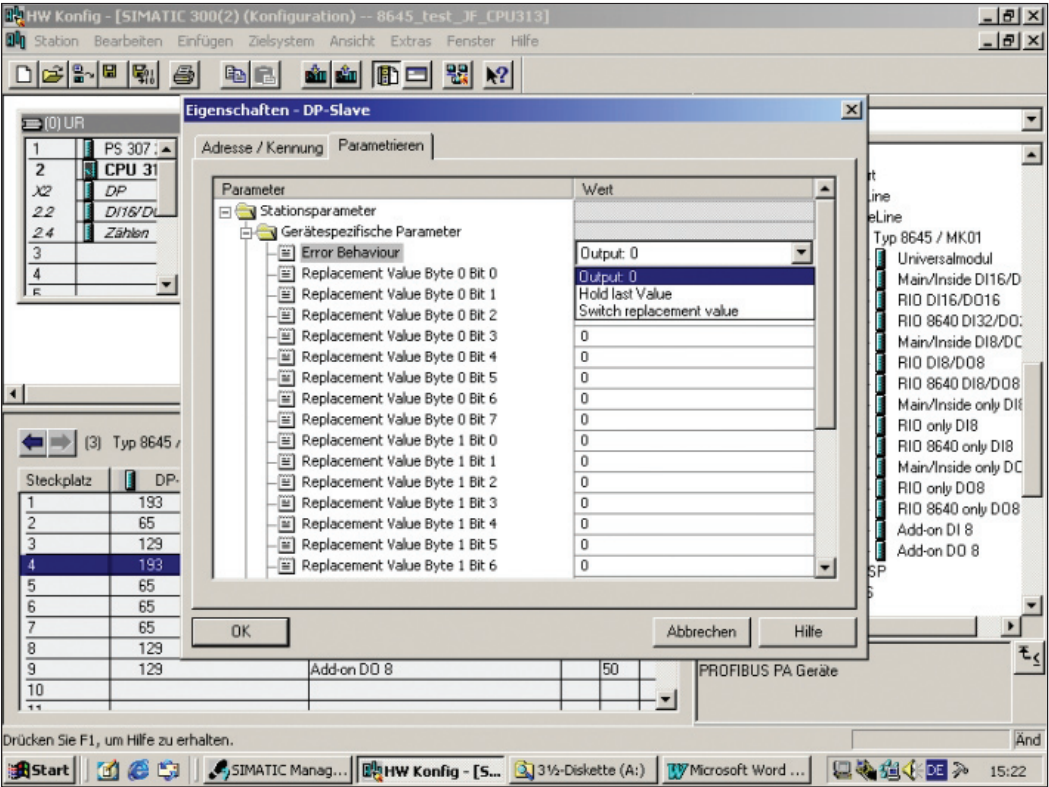 HW Konfig - [SIMATIC 300(2) (Konfiguration) -- 8645_test_JF_CPU313]
Station Bearbeiten Einfügen Zielsystem Ansicht Extras Fenster Hilfe
(0) UR
1 PS 307
2 CPU 31
X2 DP
2.2 DI16/D
2.4 Zählen
3
4
5
Eigenschaften - DP-Slave
Adresse / Kennung Parametrieren
Parameter Wert
Stationsparameter
Gerätespezifische Parameter
Error Behaviour Output: 0
Replacement Value Byte 0 Bit 0 Output: 0
Replacement Value Byte 0 Bit 1 Hold last Value
Replacement Value Byte 0 Bit 2 Switch replacement value
Replacement Value Byte 0 Bit 3 0
Replacement Value Byte 0 Bit 4 0
Replacement Value Byte 0 Bit 5 0
Replacement Value Byte 0 Bit 6 0
Replacement Value Byte 0 Bit 7 0
Replacement Value Byte 1 Bit 0 0
Replacement Value Byte 1 Bit 1 0
Replacement Value Byte 1 Bit 2 0
Replacement Value Byte 1 Bit 3 0
Replacement Value Byte 1 Bit 4 0
Replacement Value Byte 1 Bit 5 0
Replacement Value Byte 1 Bit 6 0
OK Abbrechen Hilfe
Line
eLine
Typ 8645 / MK01
Universalmodul
Main/Inside DI16/D
RIO DI16/DO16
RIO 8640 DI32/DO
Main/Inside DI8/DO
RIO DI8/DO8
RIO 8640 DI8/DO8
Main/Inside only DI8
RIO only DI8
RIO 8640 only DI8
Main/Inside only DO
RIO only DO8
RIO 8640 only DO8
Add-on DI 8
Add-on DO 8
SP
PROFIBUS PA Geräte
(3) Typ 8645 /
Steckplatz DP-
1 193
2 65
3 129
4 193
5 65
6 65
7 65
8 129
9 129 Add-on DO 8 50
10
11
Drücken Sie F1, um Hilfe zu erhalten. Änd
Start SIMATIC Manag... HW Konfig - [S... 3½-Diskette (A:) Microsoft Word ... DE 15:22